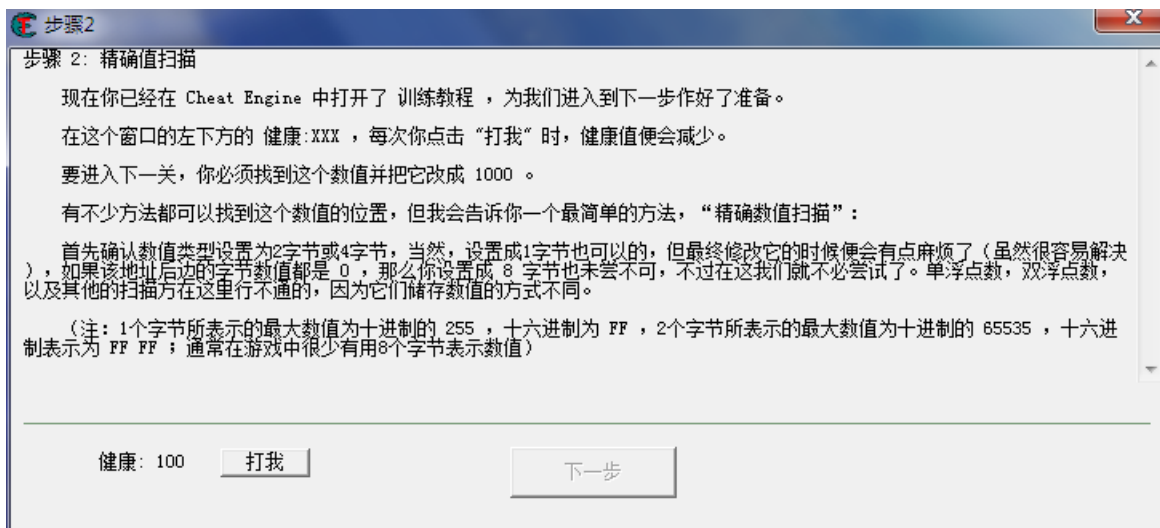 步骤2
步骤 2: 精确值扫描
现在你已经在 Cheat Engine 中打开了 训练教程 ，为我们进入到下一步作好了准备。
在这个窗口的左下方的 健康:XXX ，每次你点击 “打我” 时，健康值便会减少。
要进入下一关，你必须找到这个数值并把它改成 1000 。
有不少方法都可以找到这个数值的位置，但我会告诉你一个最简单的方法，“精确数值扫描”：
首先确认数值类型设置为2字节或4字节，当然，设置成1字节也可以的，但最终修改它的时候便会有点麻烦了（虽然很容易解决
），如果该地址后边的字节数值都是 0 ，那么你设置成 8 字节也未尝不可，不过在这我们就不必尝试了。单浮点数，双浮点数，
以及其他的扫描方在这里行不通的，因为它们储存数值的方式不同。
（注：1个字节所表示的最大数值为十进制的 255 ，十六进制为 FF ，2个字节所表示的最大数值为十进制的 65535 ，十六进
制表示为 FF FF ；通常在游戏中很少有用8个字节表示数值）
健康: 100 打我 下一步